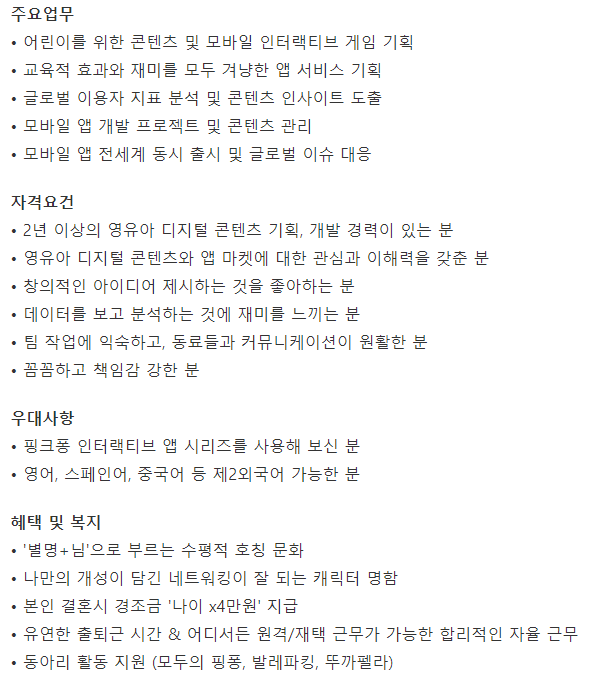 주요업무
• 어린이를 위한 콘텐츠 및 모바일 인터랙티브 게임 기획
• 교육적 효과와 재미를 모두 겨냥한 앱 서비스 기획
• 글로벌 이용자 지표 분석 및 콘텐츠 인사이트 도출
• 모바일 앱 개발 프로젝트 및 콘텐츠 관리
• 모바일 앱 전세계 동시 출시 및 글로벌 이슈 대응
자격요건
• 2년 이상의 영유아 디지털 콘텐츠 기획, 개발 경력이 있는 분
• 영유아 디지털 콘텐츠와 앱 마켓에 대한 관심과 이해력을 갖춘 분
• 창의적인 아이디어 제시하는 것을 좋아하는 분
• 데이터를 보고 분석하는 것에 재미를 느끼는 분
• 팀 작업에 익숙하고, 동료들과 커뮤니케이션이 원활한 분
• 꼼꼼하고 책임감 강한 분
우대사항
• 핑크퐁 인터랙티브 앱 시리즈를 사용해 보신 분
• 영어, 스페인어, 중국어 등 제2외국어 가능한 분
혜택 및 복지
• '별명+님'으로 부르는 수평적 호칭 문화
• 나만의 개성이 담긴 네트워킹이 잘 되는 캐릭터 명함
• 본인 결혼시 경조금 '나이 x4만원' 지급
• 유연한 출퇴근 시간 & 어디서든 원격/재택 근무가 가능한 합리적인 자율 근무
• 동아리 활동 지원 (모두의 핑퐁, 발레파킹, 뚜까펠라)